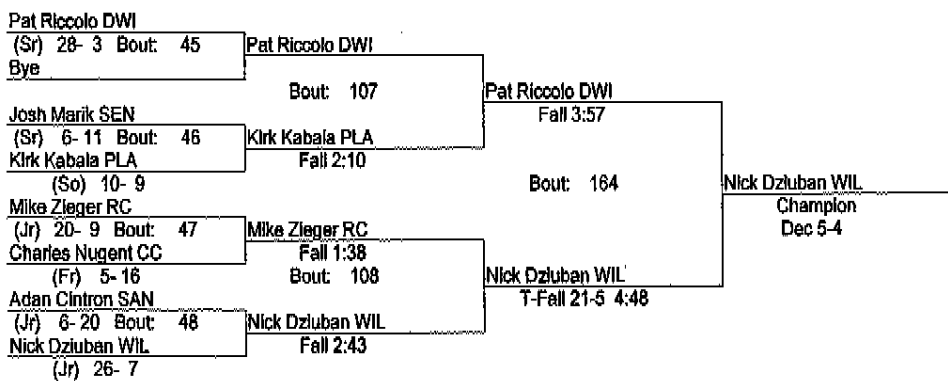 Pat Riccolo DWI
(Sr) 28- 3 Bout: 45
Bye
Pat Riccolo DWI
Bout: 107
Josh Marik SEN
(Sr) 6- 11 Bout: 46
Kirk Kabala PLA
(So) 10- 9
Kirk Kabala PLA
Fall 2:10
Pat Riccolo DWI
Fall 3:57
Bout: 164
Mike Zieger RC
(Jr) 20- 9 Bout: 47
Charles Nugent CC
(Fr) 5- 16
Mike Zieger RC
Fall 1:38
Bout: 108
Adan Cintron SAN
(Jr) 6- 20 Bout: 48
Nick Dziuban WIL
(Jr) 26- 7
Nick Dziuban WIL
Fall 2:43
Nick Dziuban WIL
T-Fall 21-5 4:48
Nick Dziuban WIL
Champion
Dec 5-4